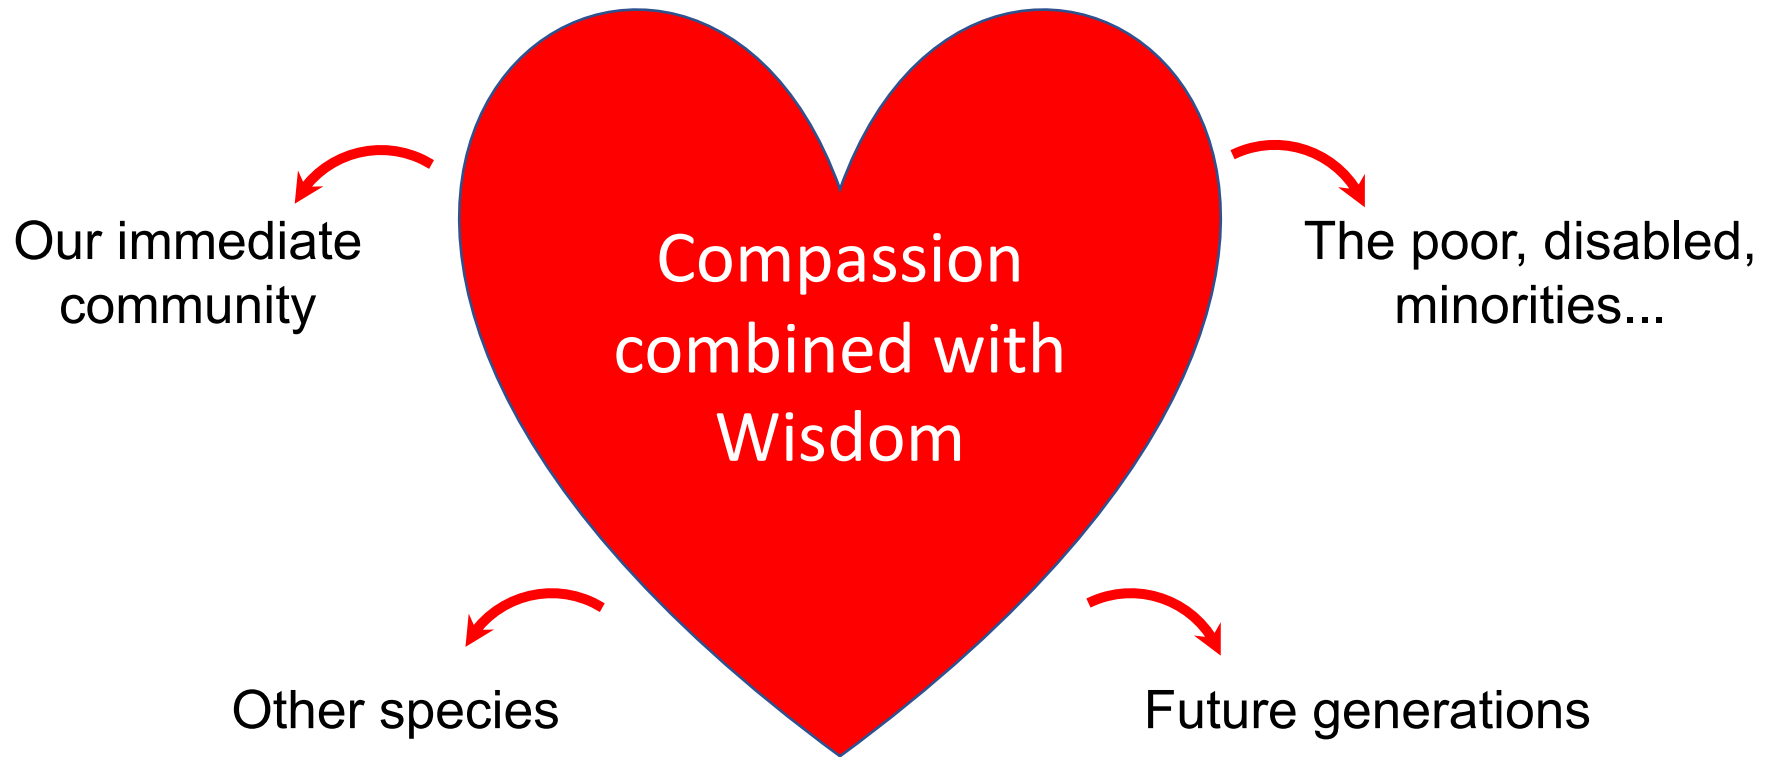 Our immediate
community
Compassion
combined with
Wisdom
The poor, disabled,
minorities...
Other species
Future generations